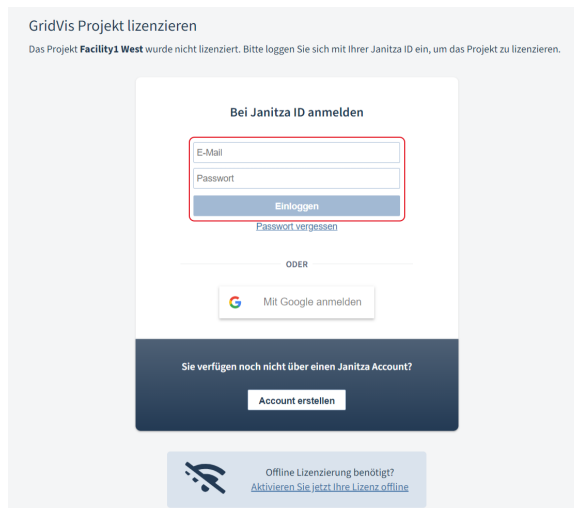 GridVis Projekt lizenzieren
Das Projekt Facility1 West wurde nicht lizenziert. Bitte loggen Sie sich mit Ihrer Janitza ID ein, um das Projekt zu lizenzieren.
Bei Janitza ID anmelden
E-Mail
Passwort
Einloggen
Passwort vergessen
ODER
Mit Google anmelden
Sie verfügen noch nicht über einen Janitza Account?
Account erstellen
Offline Lizenzierung benötigt?
Aktivieren Sie jetzt Ihre Lizenz offline